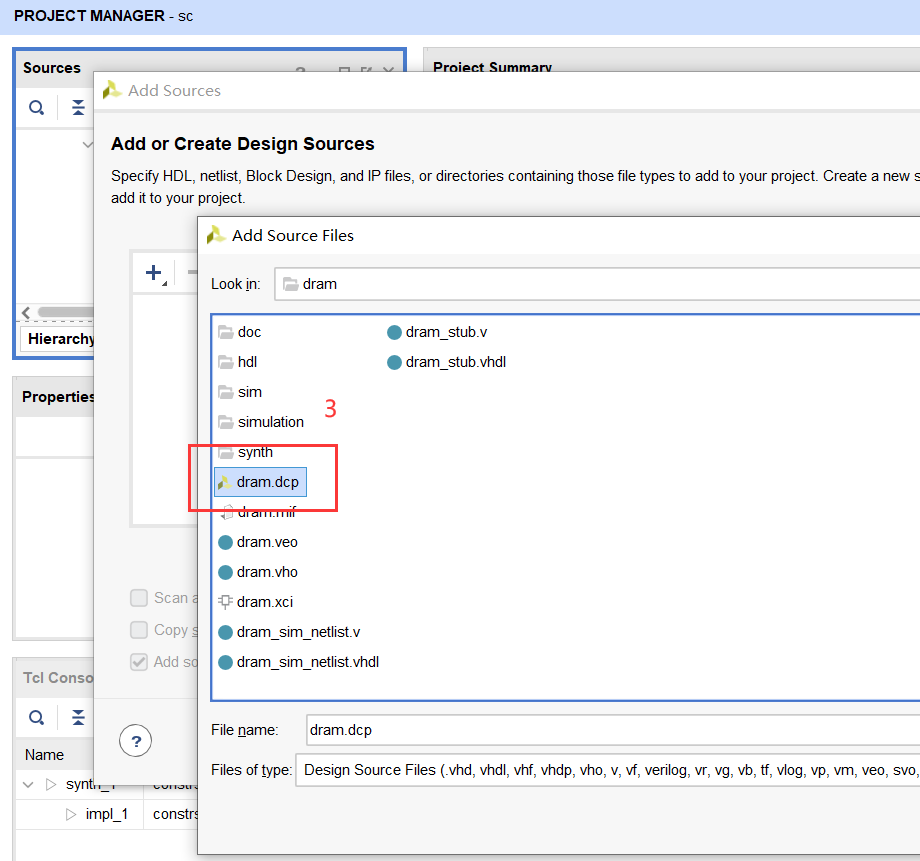 PROJECT MANAGER - sc
Sources
Project Summary
Add Sources
Add or Create Design Sources
Specify HDL, netlist, Block Design, and IP files, or directories containing those file types to add to your project. Create a new s
add it to your project.
Add Source Files
Look in:
dram
doc
dram_stub.v
hdl
dram_stub.vhdl
sim
3
simulation
synth
dram.dcp
dram.mif
dram.veo
dram.vho
dram.xci
dram_sim_netlist.v
dram_sim_netlist.vhdl
Hierarchy
Properties
Scan a
Copy s
Add so
Tcl Conso
?
Name
synth_1
constrs
impl_1
constrs
File name:
dram.dcp
Files of type:
Design Source Files (.vhd, vhdl, vhf, vhdp, vho, v, vf, verilog, vr, vg, vb, tf, vlog, vp, vm, veo, svo,